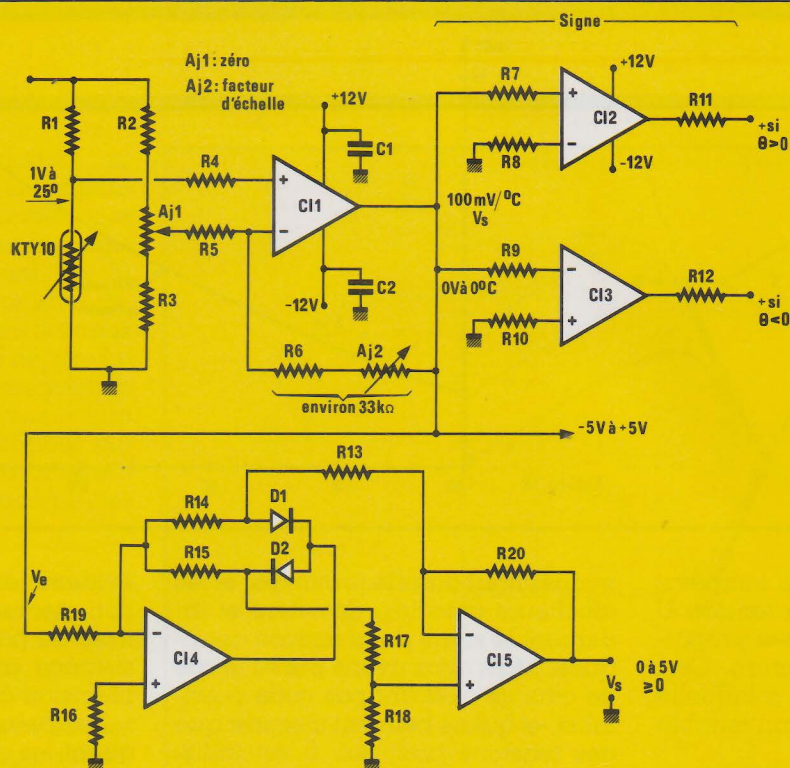 Signe
Aj1: zéro
Aj2: facteur
d'échelle
+12V
+12V
R1
R2
R7
CI2
R11
+si
θ>0
C1
R8
-12V
R4
1Và
25°
Aj1
CI1
100mV/°C
Vs
KTY10
R5
R9
0Và 0°C
CI3
R12
+si
θ<0
C2
-12V
R3
R10
R6
Aj2
environ 33kΩ
-5V à +5V
R13
R14
D1
R15
D2
R20
Ve
R19
CI4
R17
CI5
0 à 5V
≥0
Vs
R16
R18